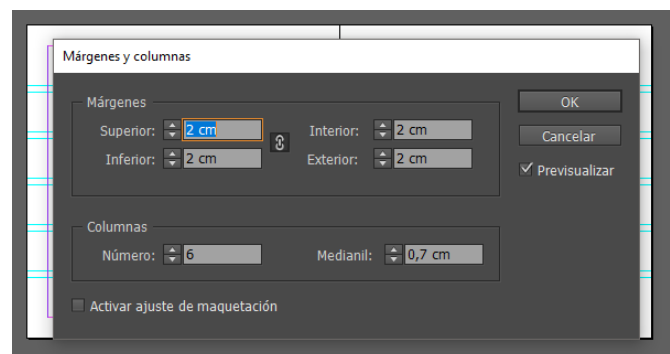 Márgenes y columnas
Márgenes
Superior: 2 cm Interior: 2 cm
Inferior: 2 cm Exterior: 2 cm
OK
Cancelar
Previsualizar
Columnas
Número: 6 Medianil: 0,7 cm
Activar ajuste de maquetación